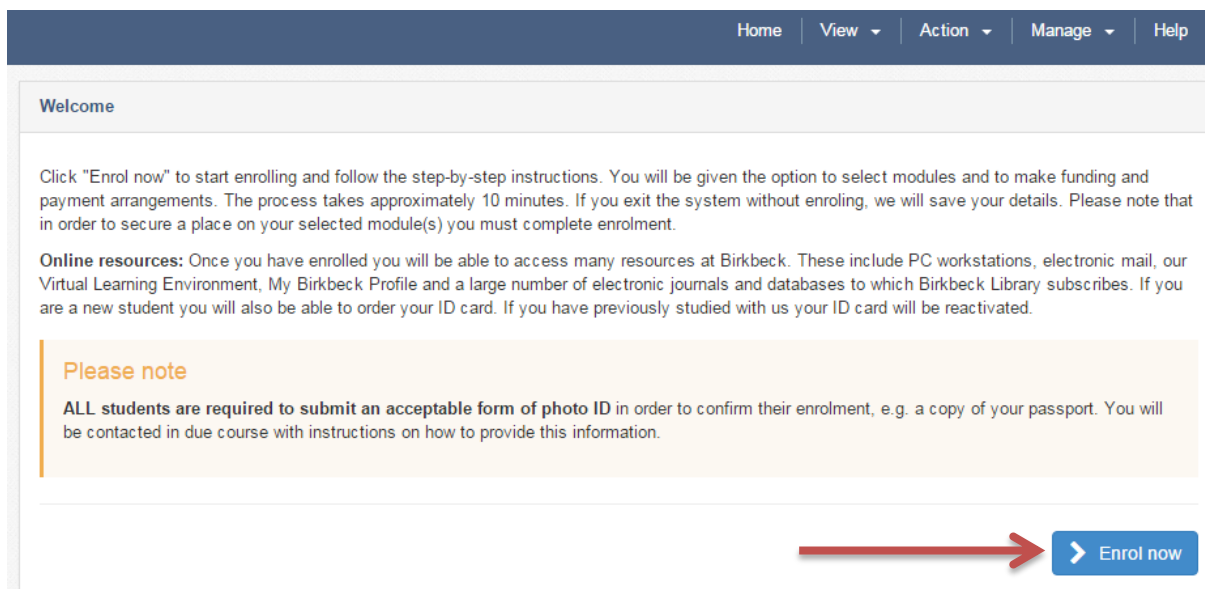 Home View Action Manage Help
Welcome
Click "Enrol now" to start enrolling and follow the step-by-step instructions. You will be given the option to select modules and to make funding and
payment arrangements. The process takes approximately 10 minutes. If you exit the system without enroling, we will save your details. Please note that
in order to secure a place on your selected module(s) you must complete enrolment.
Online resources: Once you have enrolled you will be able to access many resources at Birkbeck. These include PC workstations, electronic mail, our
Virtual Learning Environment, My Birkbeck Profile and a large number of electronic journals and databases to which Birkbeck Library subscribes. If you
are a new student you will also be able to order your ID card. If you have previously studied with us your ID card will be reactivated.
Please note
ALL students are required to submit an acceptable form of photo ID in order to confirm their enrolment, e.g. a copy of your passport. You will
be contacted in due course with instructions on how to provide this information.
Enrol now